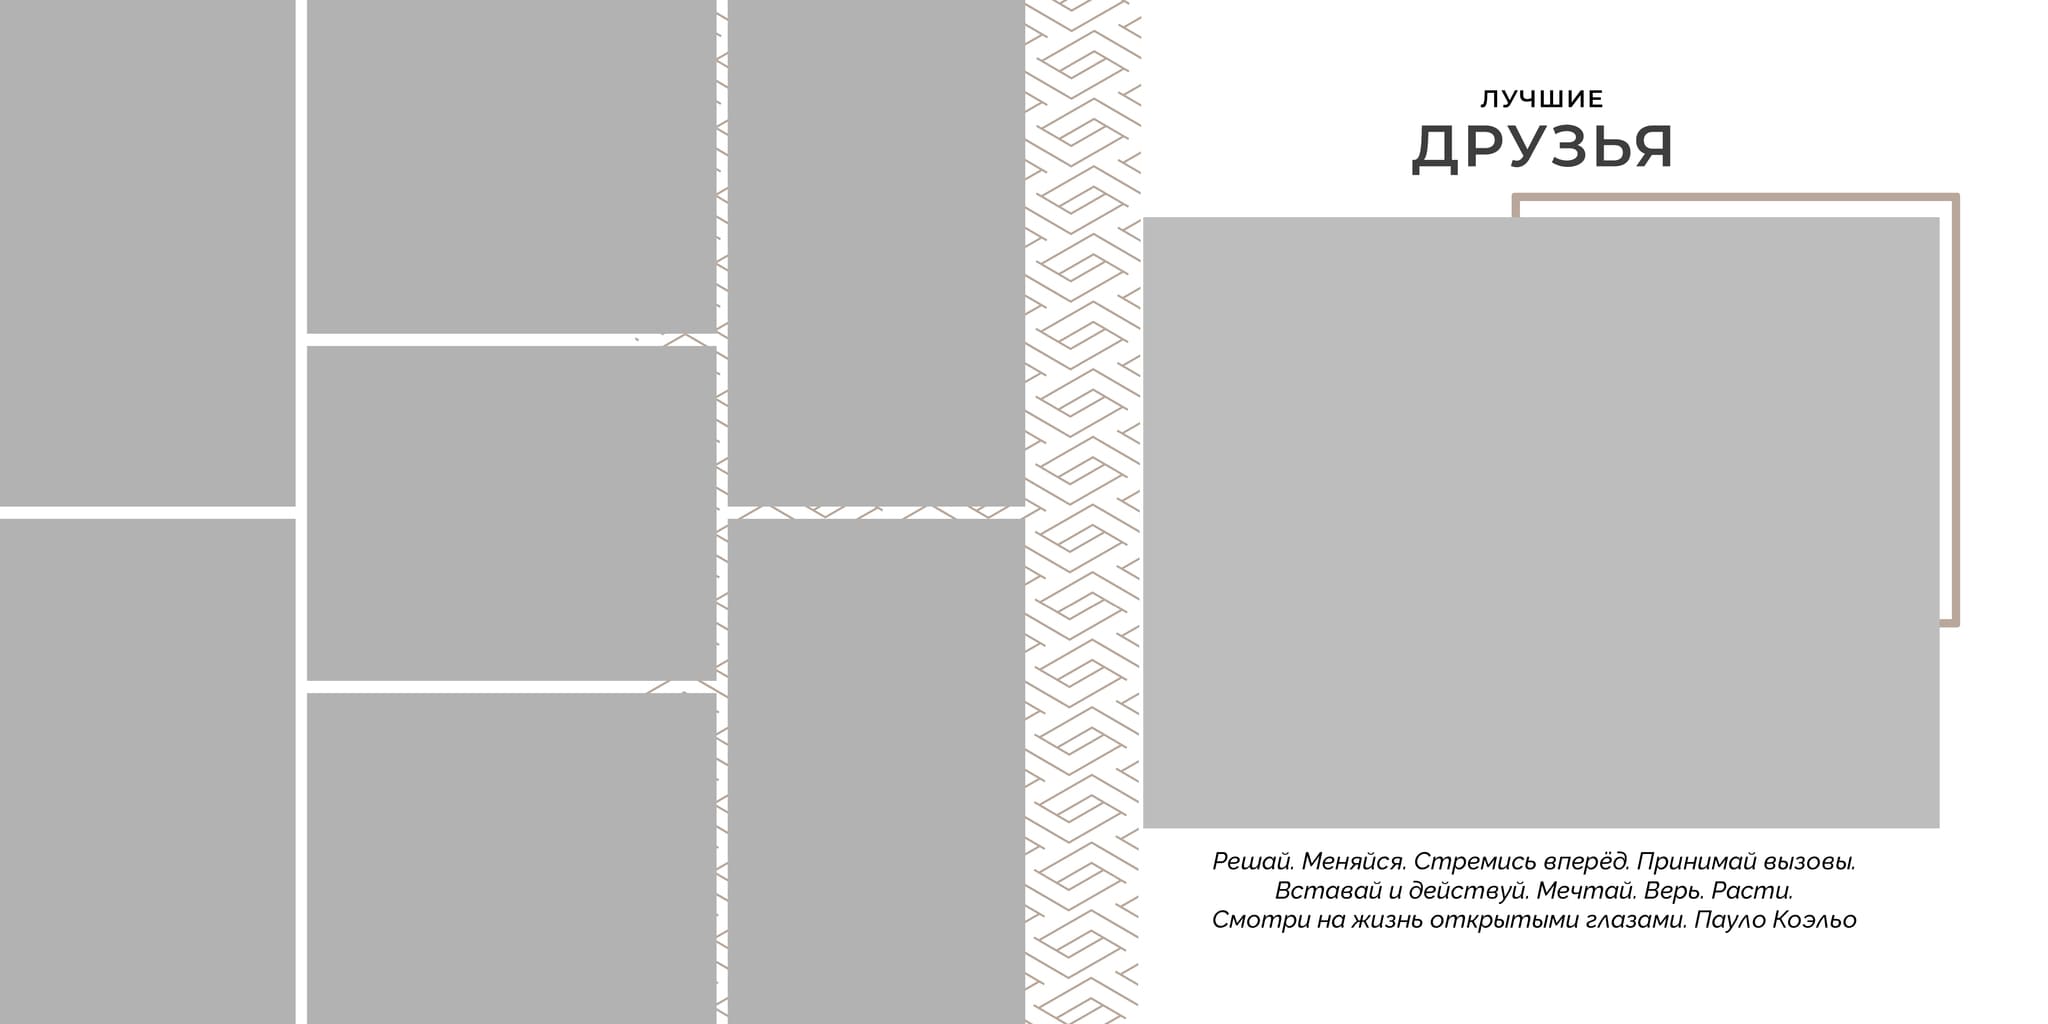 ЛУЧШИЕ
ДРУЗЬЯ
Решай. Меняйся. Стремись вперёд. Принимай вызовы.
Вставай и действуй. Мечтай. Верь. Расти.
Смотри на жизнь открытыми глазами. Пауло Коэльо